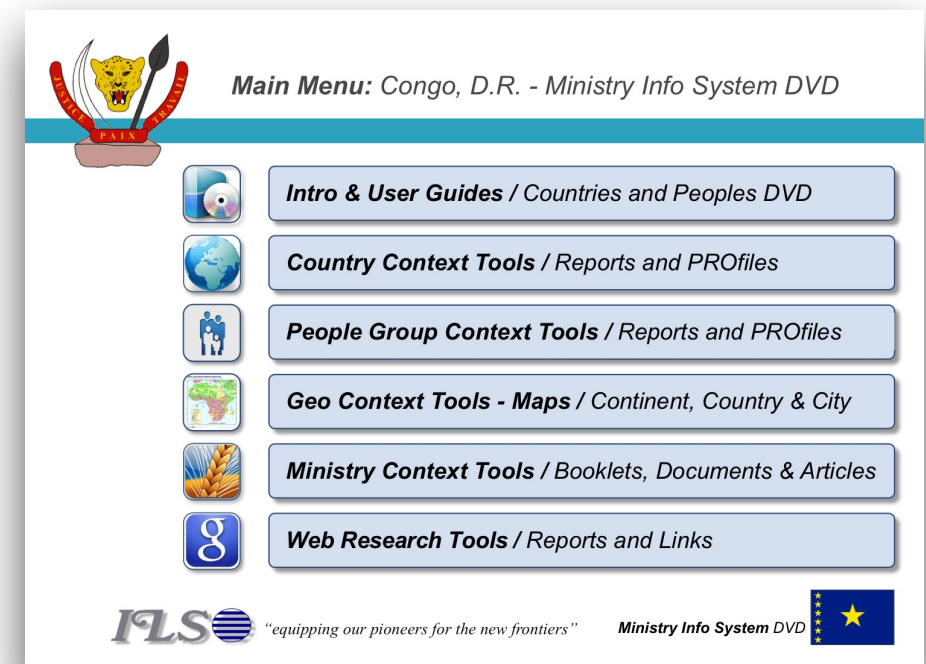 Main Menu: Congo, D.R. - Ministry Info System DVD
JUSTICE PAIX TRAVAIL
Intro & User Guides / Countries and Peoples DVD
Country Context Tools / Reports and PROfiles
People Group Context Tools / Reports and PROfiles
Geo Context Tools - Maps / Continent, Country & City
Ministry Context Tools / Booklets, Documents & Articles
g
Web Research Tools / Reports and Links
ILS
“equipping our pioneers for the new frontiers”
Ministry Info System DVD